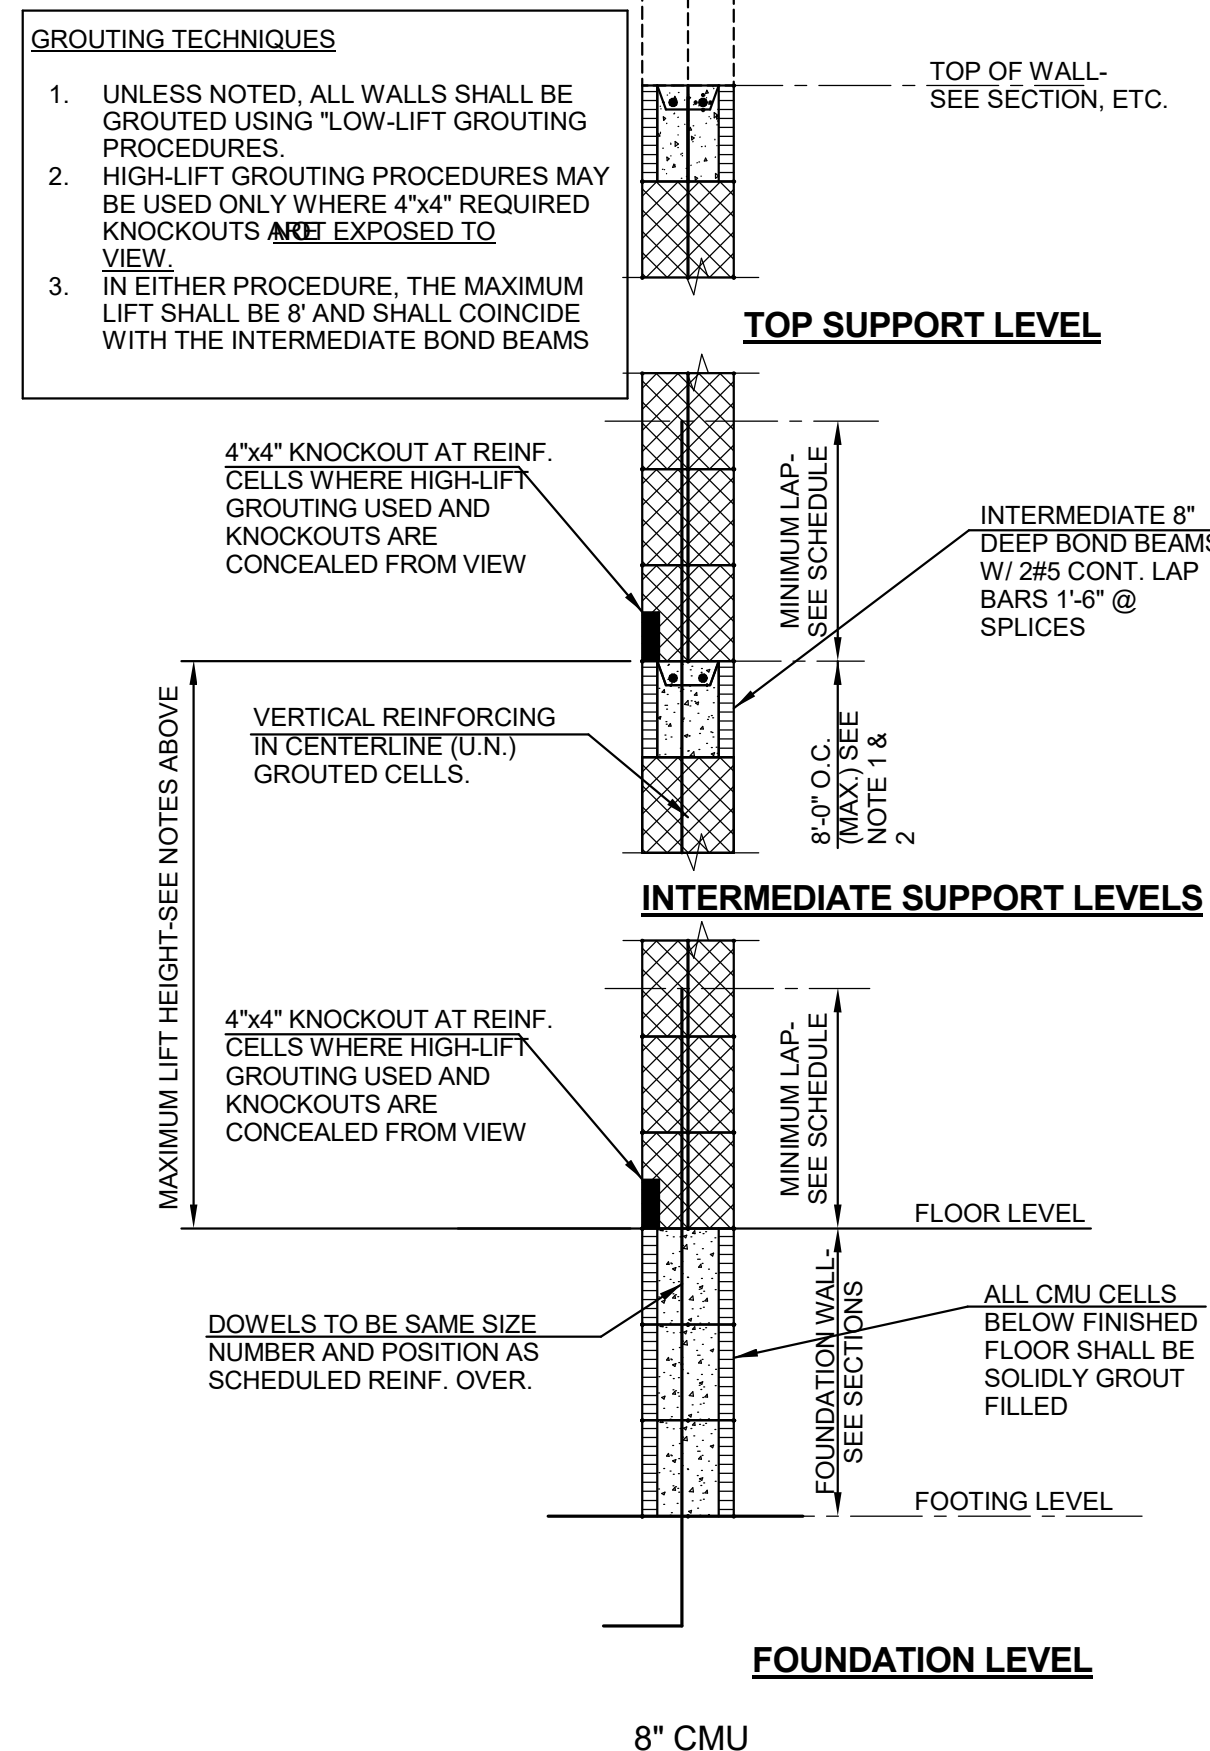 GROUTING TECHNIQUES
1. UNLESS NOTED, ALL WALLS SHALL BE
GROUTED USING "LOW-LIFT GROUTING
PROCEDURES.
2. HIGH-LIFT GROUTING PROCEDURES MAY
BE USED ONLY WHERE 4"x4" REQUIRED
KNOCKOUTS ARE NOT EXPOSED TO
VIEW.
3. IN EITHER PROCEDURE, THE MAXIMUM
LIFT SHALL BE 8' AND SHALL COINCIDE
WITH THE INTERMEDIATE BOND BEAMS
TOP OF WALL-
SEE SECTION, ETC.
TOP SUPPORT LEVEL
4"x4" KNOCKOUT AT REINF.
CELLS WHERE HIGH-LIFT
GROUTING USED AND
KNOCKOUTS ARE
CONCEALED FROM VIEW
MINIMUM LAP-
SEE SCHEDULE
INTERMEDIATE 8"
DEEP BOND BEAMS
W/ 2#5 CONT. LAP
BARS 1'-6" @
SPLICES
MAXIMUM LIFT HEIGHT-SEE NOTES ABOVE
VERTICAL REINFORCING
IN CENTERLINE (U.N.)
GROUTED CELLS.
8'-0" O.C.
(MAX.) SEE
NOTE 1 &
2
INTERMEDIATE SUPPORT LEVELS
4"x4" KNOCKOUT AT REINF.
CELLS WHERE HIGH-LIFT
GROUTING USED AND
KNOCKOUTS ARE
CONCEALED FROM VIEW
MINIMUM LAP-
SEE SCHEDULE
FLOOR LEVEL
DOWELS TO BE SAME SIZE
NUMBER AND POSITION AS
SCHEDULED REINF. OVER.
FOUNDATION WALL-
SEE SECTIONS
ALL CMU CELLS
BELOW FINISHED
FLOOR SHALL BE
SOLIDLY GROUT
FILLED
FOOTING LEVEL
FOUNDATION LEVEL
8" CMU